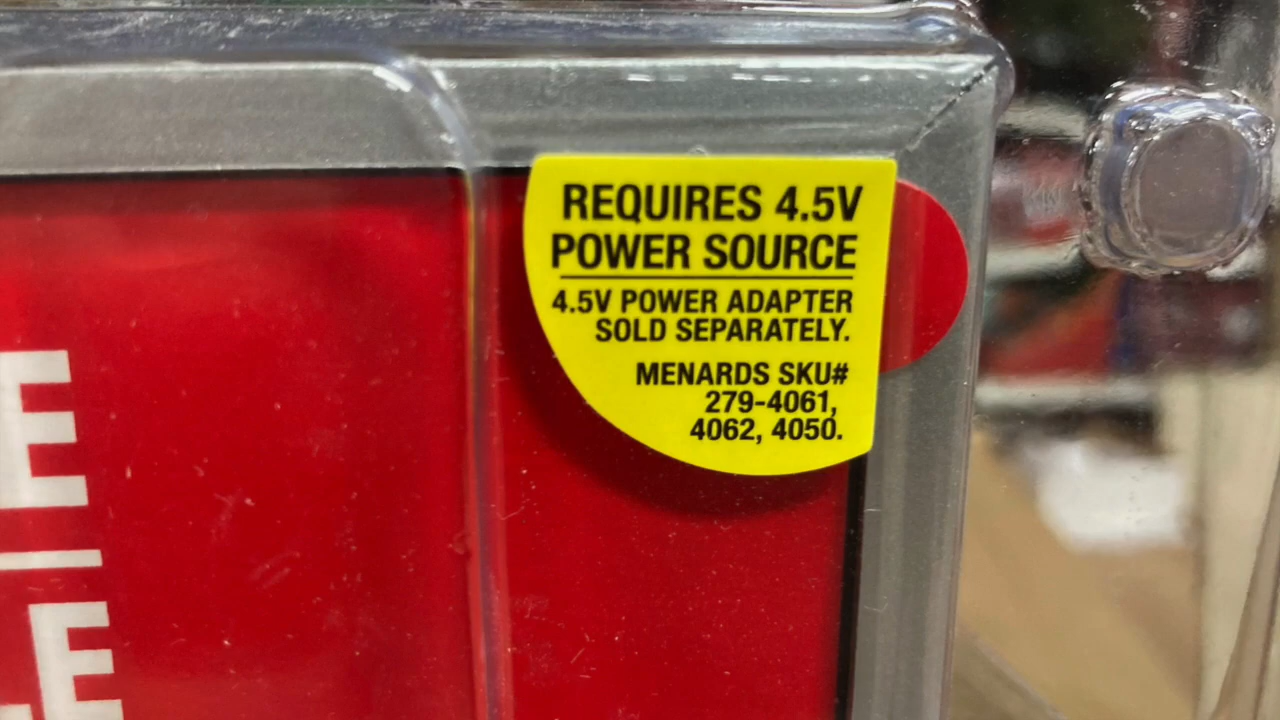 REQUIRES 4.5V
POWER SOURCE
4.5V POWER ADAPTER
SOLD SEPARATELY.
MENARDS SKU#
279-4061,
4062, 4050.
E
E